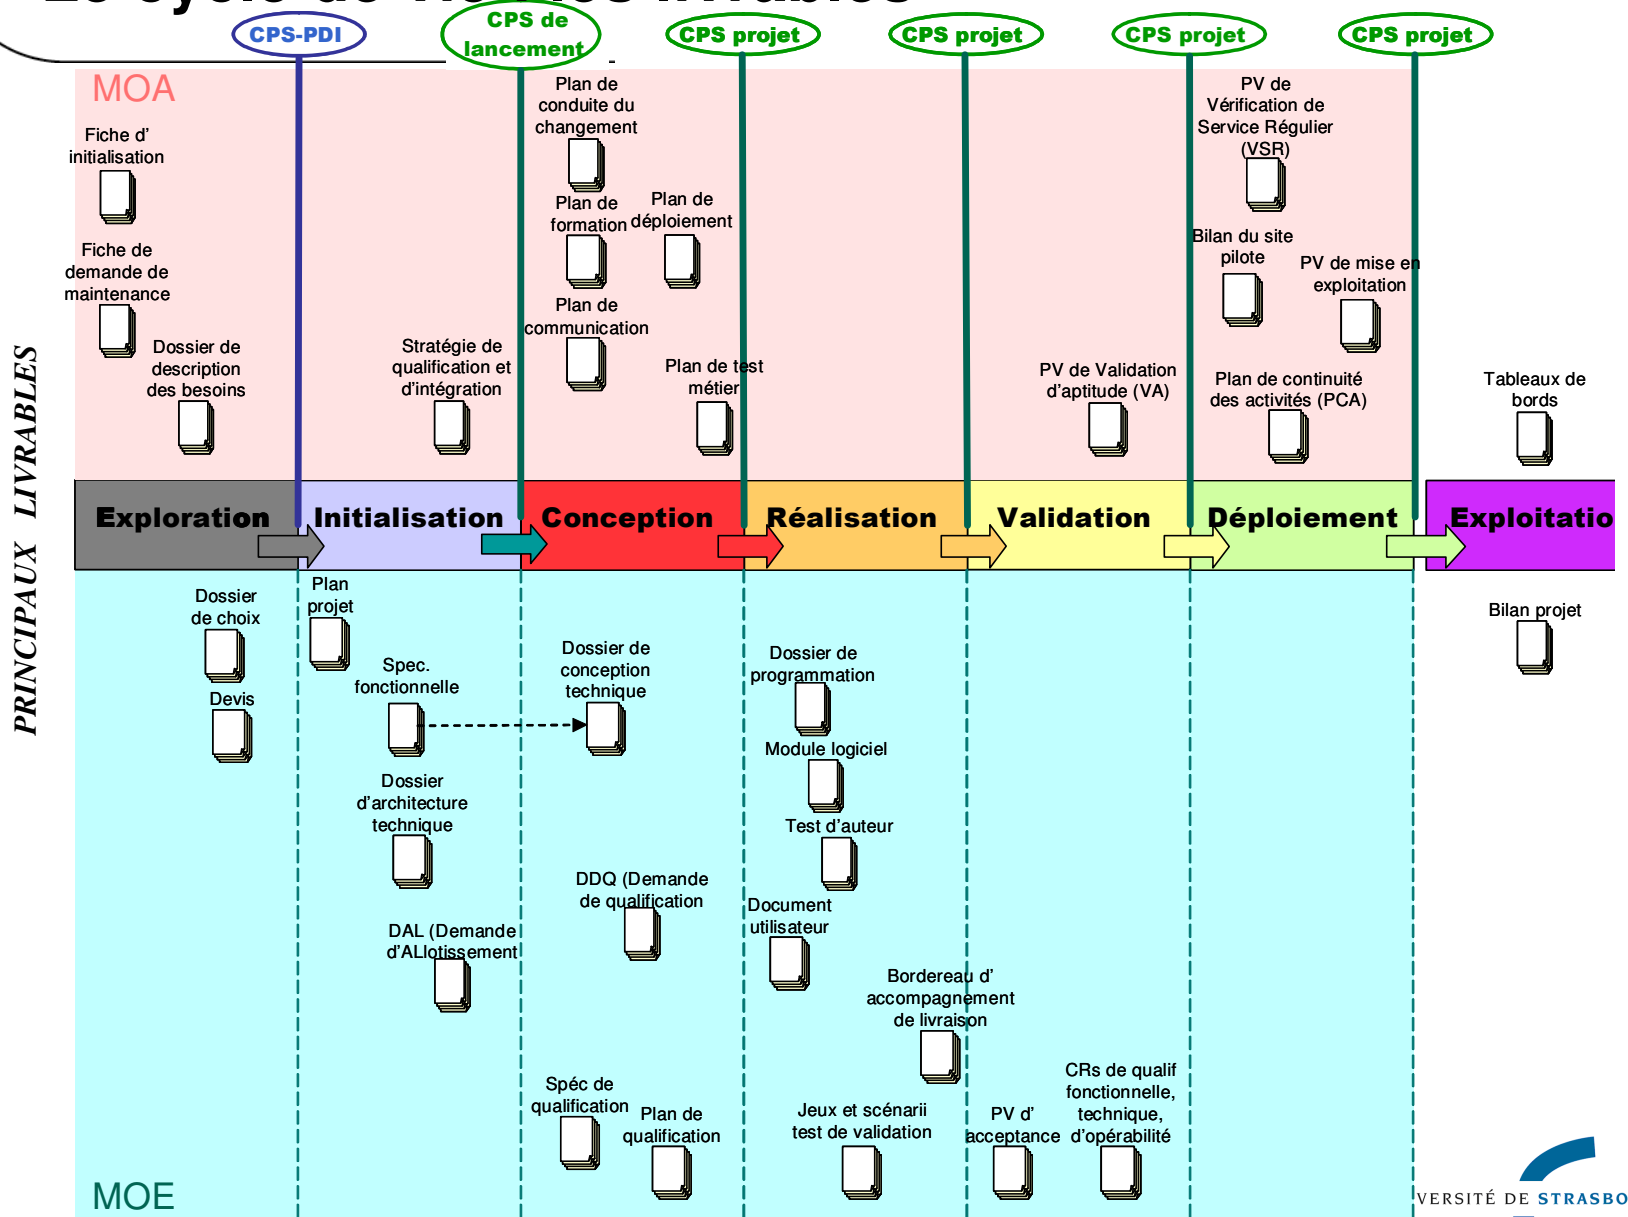 CPS-PDI
CPS de
lancement
CPS projet
CPS projet
CPS projet
CPS projet
MOA
Fiche d'
initialisation
Fiche de
demande de
maintenance
Dossier de
description
des besoins
Stratégie de
qualification et
d'intégration
Plan de
conduite du
changement
Plan de
formation
Plan de
déploiement
Plan de
communication
Plan de test
métier
PV de Validation
d'aptitude (VA)
PV de
Vérification de
Service Régulier
(VSR)
Bilan du site
pilote
PV de mise en
exploitation
Plan de continuité
des activités (PCA)
Tableaux de
bords
PRINCIPAUX LIVRABLES
Exploration
Initialisation
Conception
Réalisation
Validation
Déploiement
Exploitatio
Dossier
de choix
Devis
Plan
projet
Spec.
fonctionnelle
Dossier
d'architecture
technique
DAL (Demande
d'ALlotissement
Dossier de
conception
technique
DDQ (Demande
de qualification
Spéc de
qualification
Plan de
qualification
Dossier de
programmation
Module logiciel
Test d'auteur
Document
utilisateur
Bordereau d'
accompagnement
de livraison
Jeux et scénarii
test de validation
PV d'
acceptance
CRs de qualif
fonctionnelle,
technique,
d'opérabilité
Bilan projet
MOE
VERSITÉ DE STRASBO